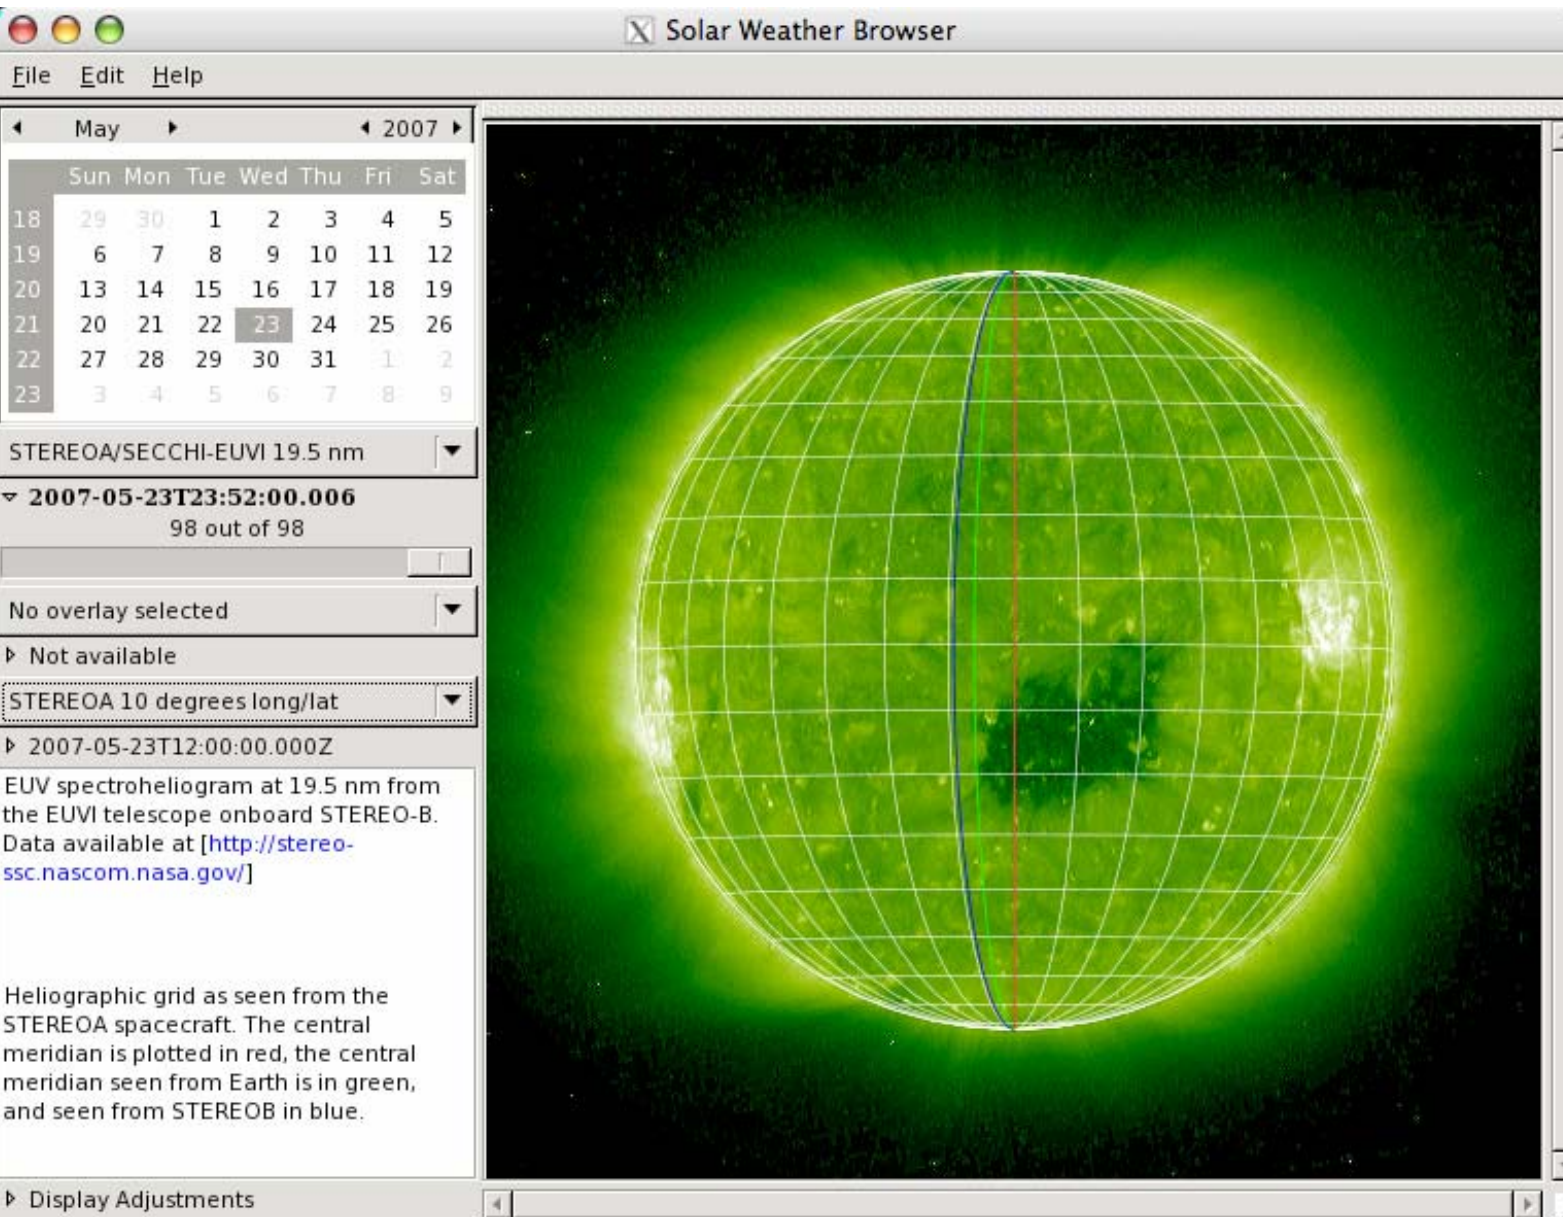 Solar Weather Browser
File Edit Help
May 2007
Sun Mon Tue Wed Thu Fri Sat
18 29 30 1 2 3 4 5
19 6 7 8 9 10 11 12
20 13 14 15 16 17 18 19
21 20 21 22 23 24 25 26
22 27 28 29 30 31 1 2
23 3 4 5 6 7 8 9
STEREOA/SECCHI-EUVI 19.5 nm
2007-05-23T23:52:00.006
98 out of 98
No overlay selected
Not available
STEREOA 10 degrees long/lat
2007-05-23T12:00:00.000Z
EUV spectroheliogram at 19.5 nm from
the EUVI telescope onboard STEREO-B.
Data available at [http://stereo-
ssc.nascom.nasa.gov/]
Heliographic grid as seen from the
STEREOA spacecraft. The central
meridian is plotted in red, the central
meridian seen from Earth is in green,
and seen from STEREOB in blue.
Display Adjustments